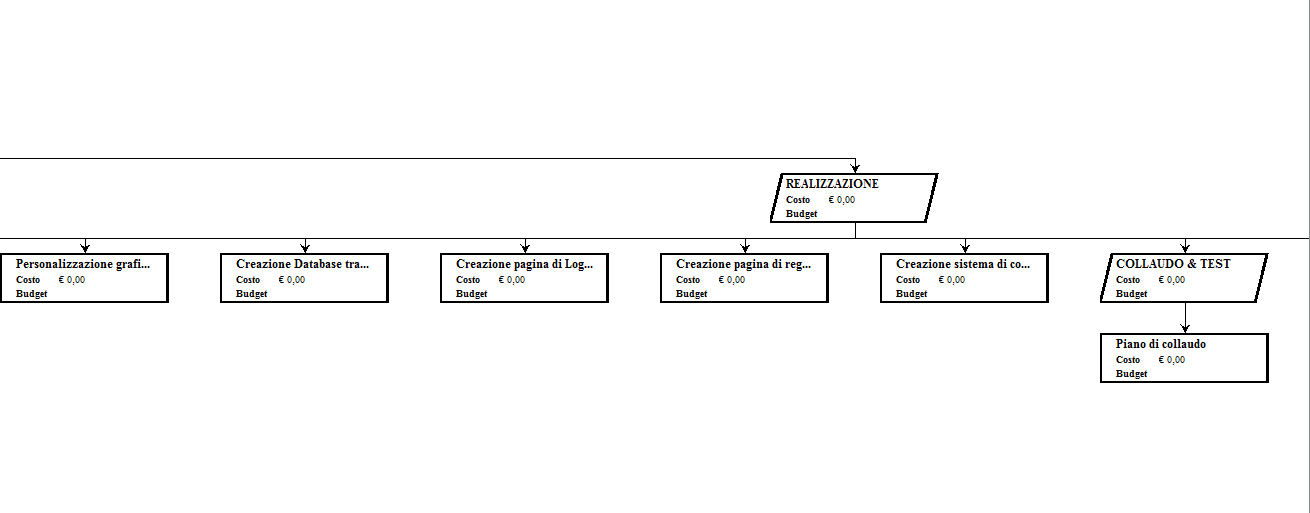 REALIZZAZIONE
Costo € 0,00
Budget
Personalizzazione grafi...
Costo € 0,00
Budget
Creazione Database tra...
Costo € 0,00
Budget
Creazione pagina di Log...
Costo € 0,00
Budget
Creazione pagina di reg...
Costo € 0,00
Budget
Creazione sistema di co...
Costo € 0,00
Budget
COLLAUDO & TEST
Costo € 0,00
Budget
Piano di collaudo
Costo € 0,00
Budget